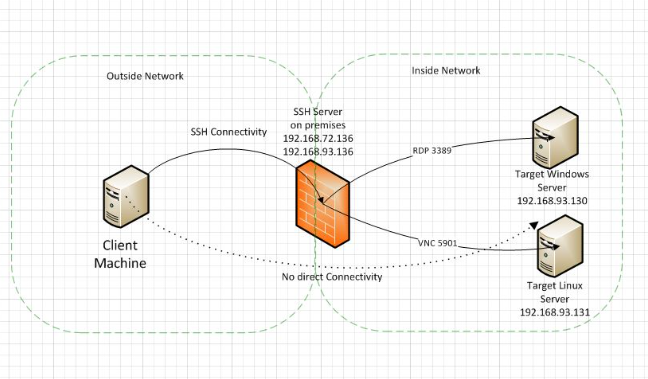 Outside Network
Inside Network
SSH Server
on premises
192.168.72.136
192.168.93.136
SSH Connectivity
RDP 3389
Target Windows
Server
192.168.93.130
Client
Machine
VNC 5901
No direct Connectivity
Target Linux
Server
192.168.93.131